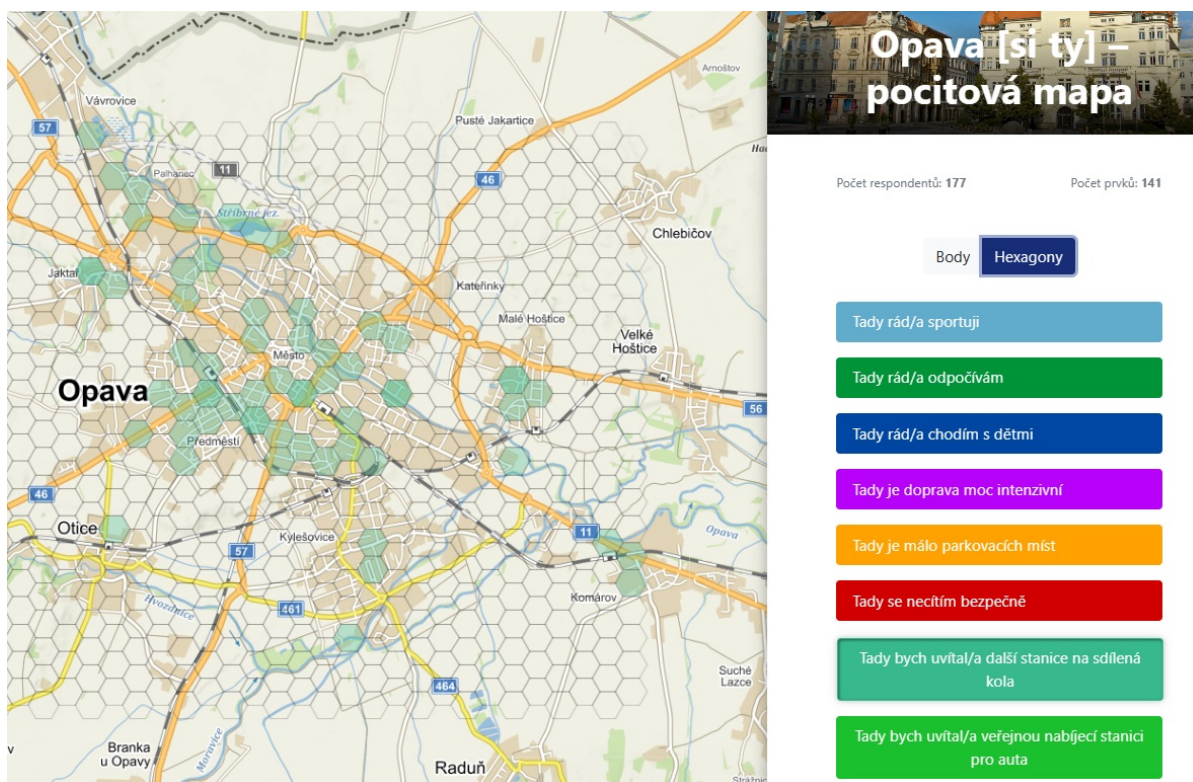 Opava [si ty] –
pocitová mapa
Počet respondentů: 177
Počet prvků: 141
Body
Hexagony
Tady rád/a sportuji
Tady rád/a odpočívám
Tady rád/a chodím s dětmi
Tady je doprava moc intenzivní
Tady je málo parkovacích míst
Tady se necítím bezpečně
Tady bych uvítal/a další stanice na sdílená
kola
Tady bych uvítal/a veřejnou nabíjecí stanici
pro auta
Arnoštov
Vávrovice
57
Pusté Jakartice
Palhanec
11
46
Stříbrné jez.
Chlebičov
Jaktař
Kateřinky
Malé Hoštice
Velké
Hoštice
Město
Opava
56
Předměstí
46
Otice
Kylešovice
57
11
Opava
Hvozdnice
461
Komárov
Suché
Lazce
464
Moravice
Branka
u Opavy
Raduň